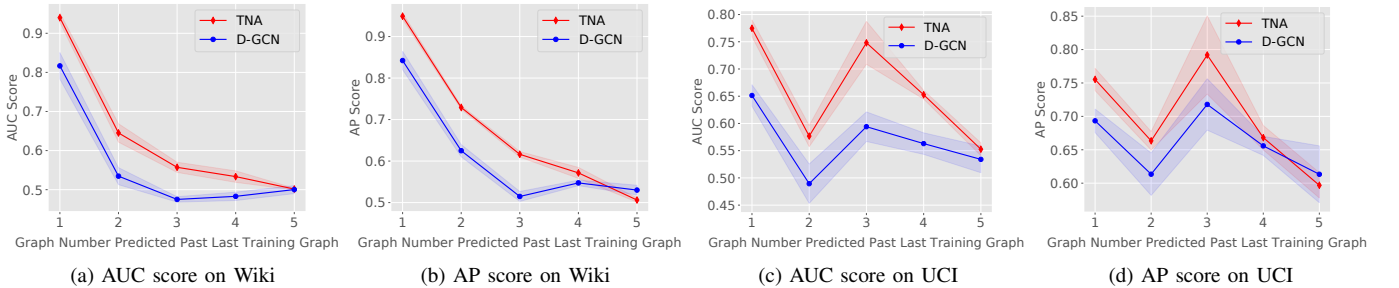 TNA
D-GCN
AUC Score
0.9
0.8
0.7
0.6
0.5
1 2 3 4 5
Graph Number Predicted Past Last Training Graph
(a) AUC score on Wiki
TNA
D-GCN
AP Score
0.9
0.8
0.7
0.6
0.5
1 2 3 4 5
Graph Number Predicted Past Last Training Graph
(b) AP score on Wiki
TNA
D-GCN
AUC Score
0.80
0.75
0.70
0.65
0.60
0.55
0.50
0.45
1 2 3 4 5
Graph Number Predicted Past Last Training Graph
(c) AUC score on UCI
TNA
D-GCN
AP Score
0.85
0.80
0.75
0.70
0.65
0.60
1 2 3 4 5
Graph Number Predicted Past Last Training Graph
(d) AP score on UCI